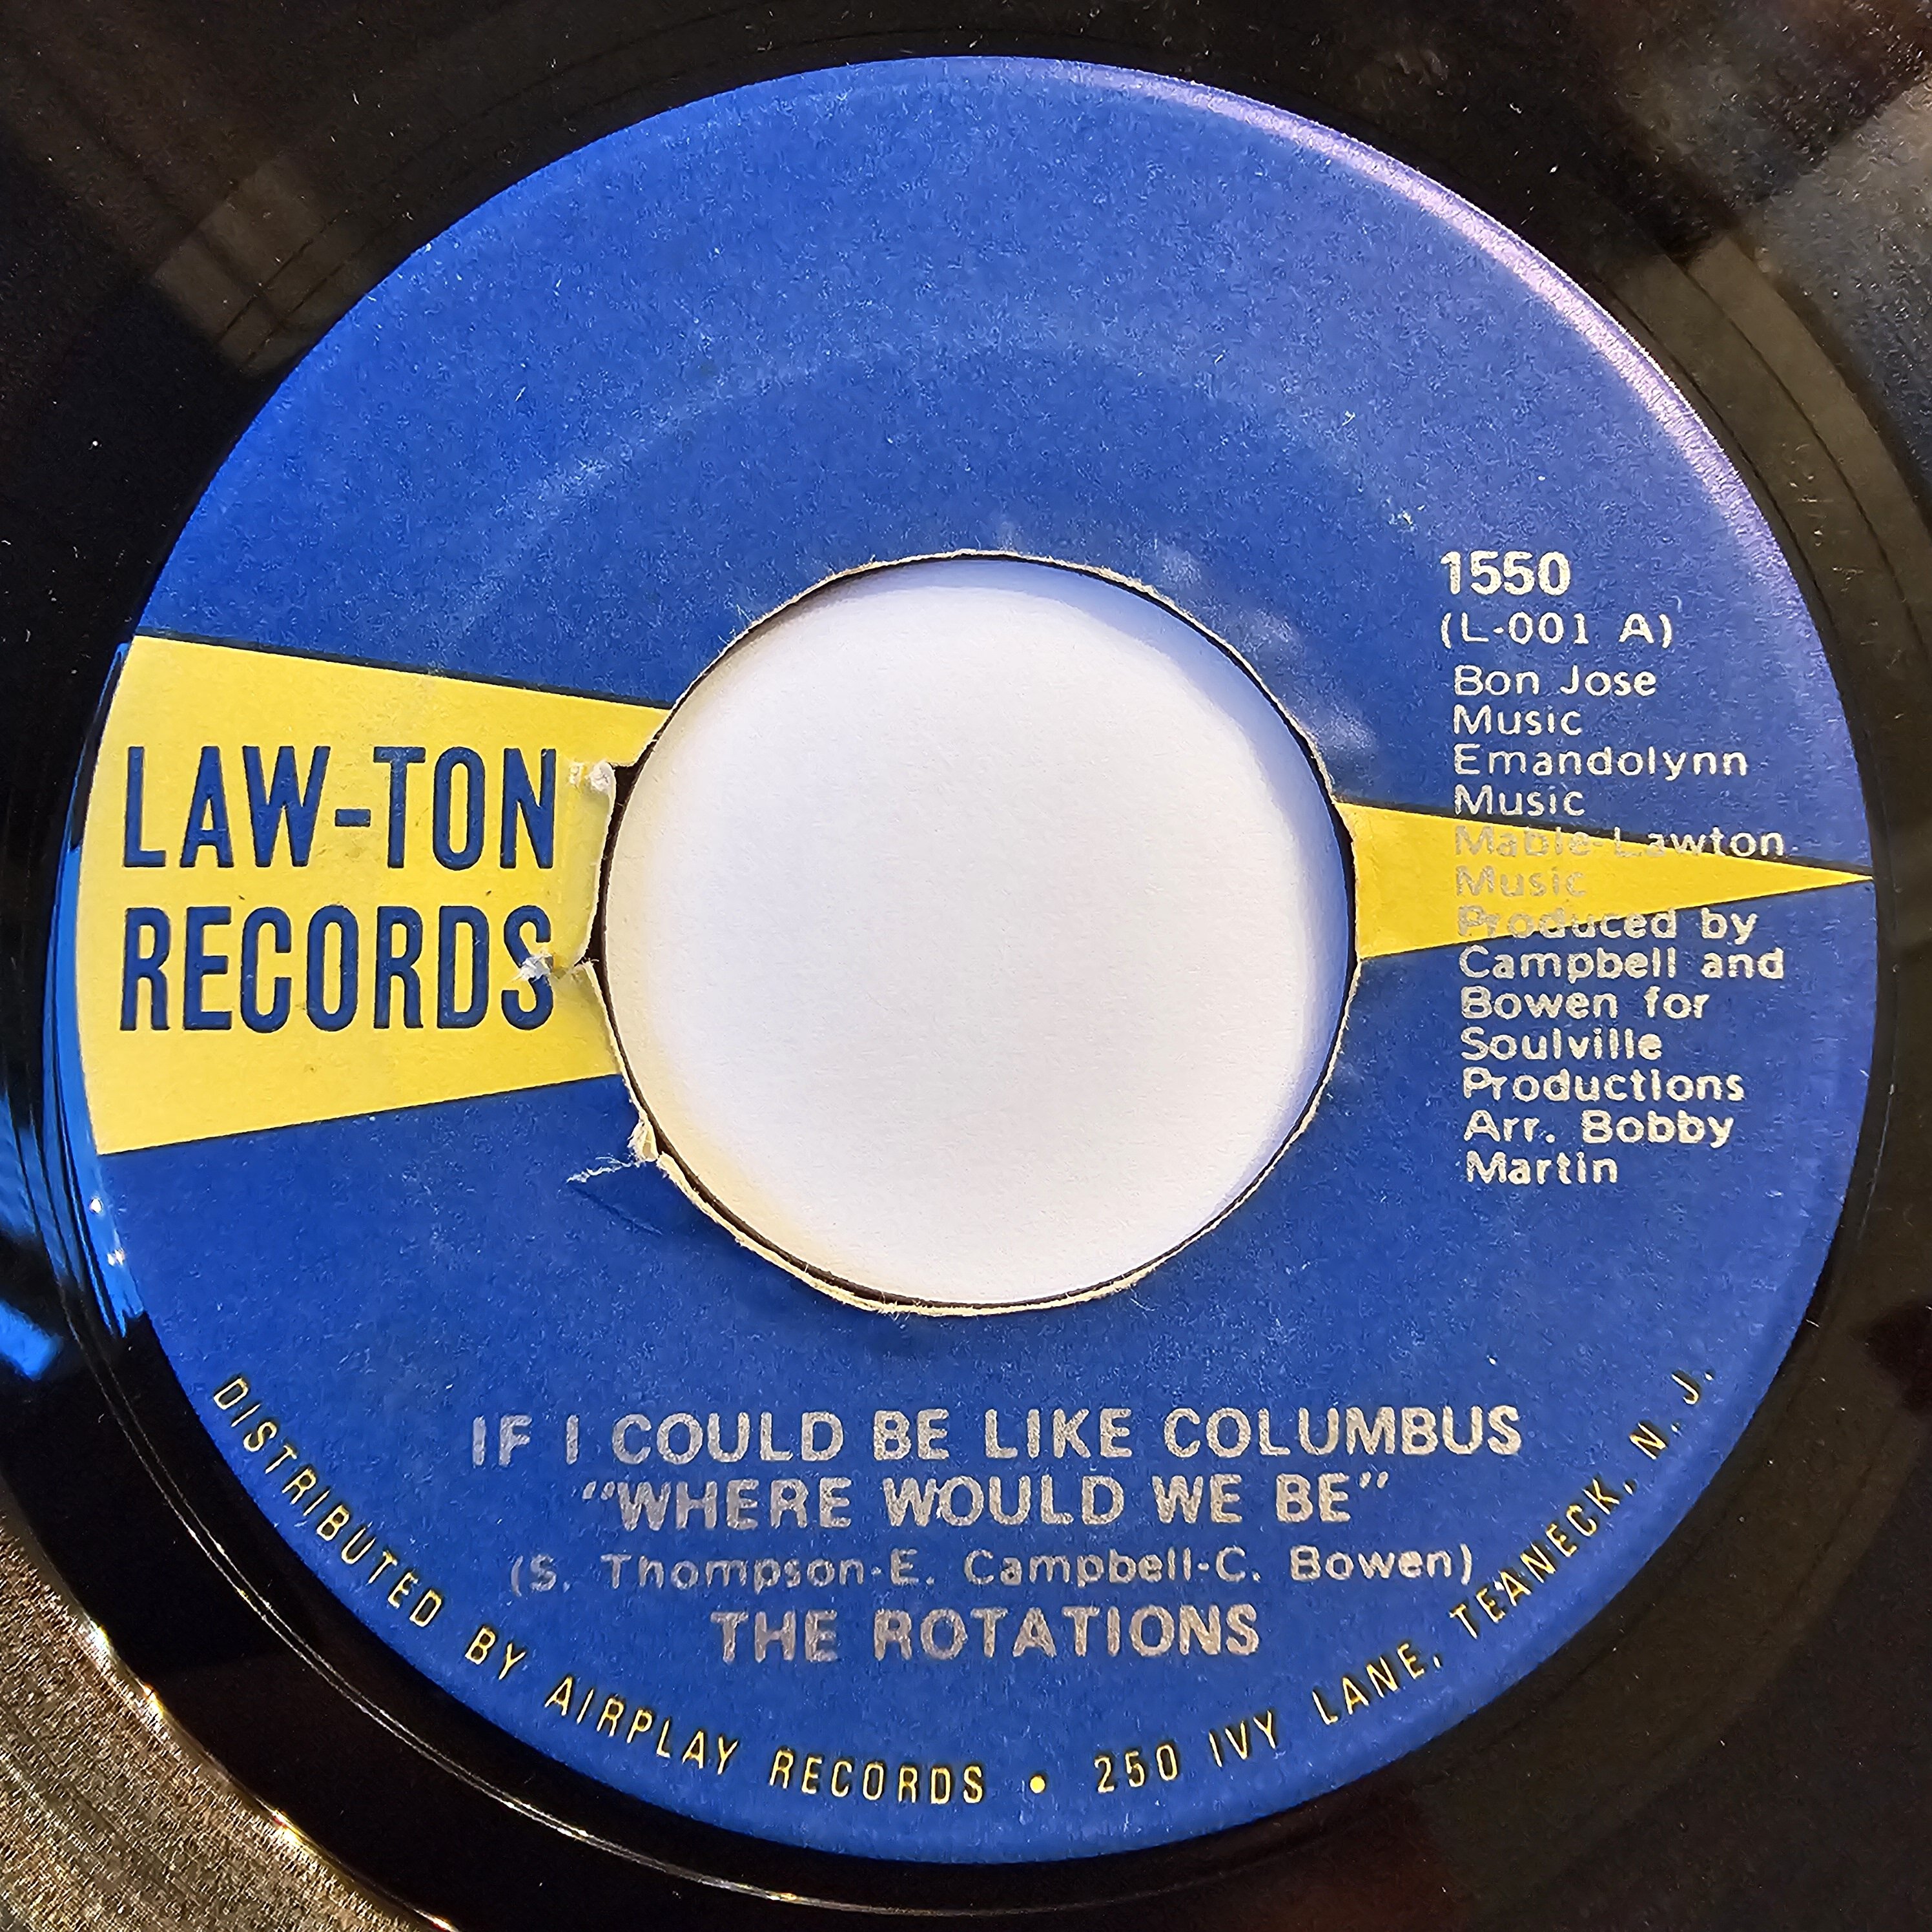 LAW-TON
RECORDS
1550
(L-001 A)
Bon Jose
Music
Emandolynn
Music
Mable-Lawton
Music
Produced by
Campbell and
Bowen for
Soulville
Productions
Arr. Bobby
Martin
IF I COULD BE LIKE COLUMBUS
"WHERE WOULD WE BE"
(S. Thompson-E. Campbell-C. Bowen)
THE ROTATIONS
DISTRIBUTED BY AIRPLAY RECORDS • 250 IVY LANE, TEANECK, N. J.